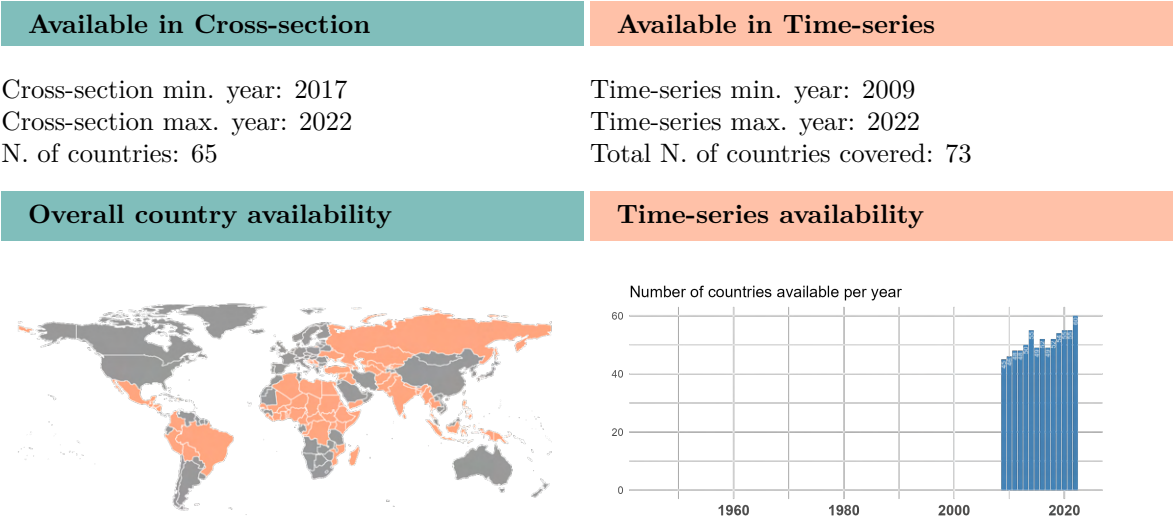 Available in Cross-section
Cross-section min. year: 2017
Cross-section max. year: 2022
N. of countries: 65
Available in Time-series
Time-series min. year: 2009
Time-series max. year: 2022
Total N. of countries covered: 73
Overall country availability
Time-series availability
Number of countries available per year
60
40
20
0
1960 1980 2000 2020